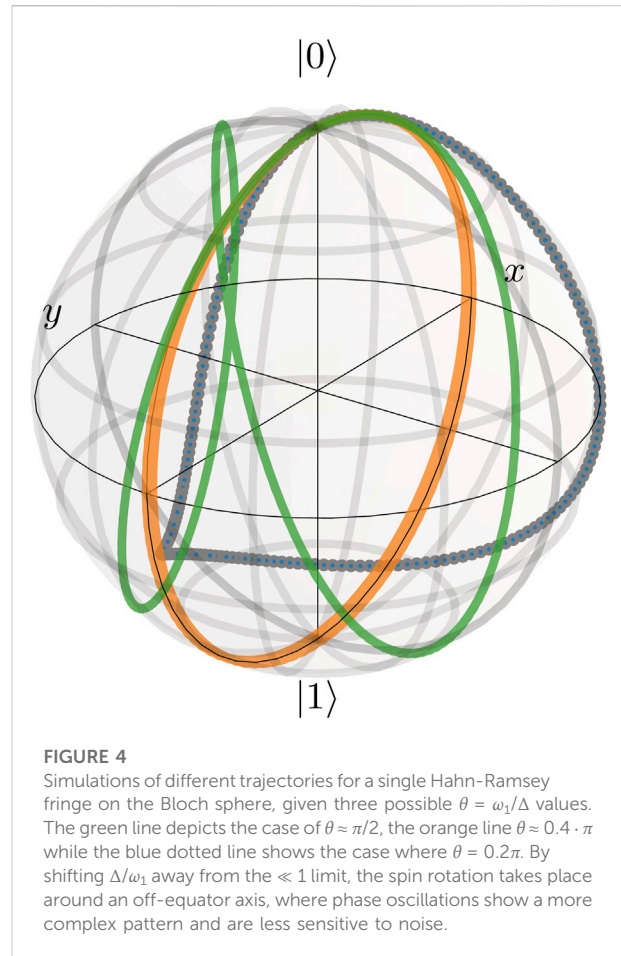 |0⟩
x
y
|1⟩
FIGURE 4
Simulations of different trajectories for a single Hahn-Ramsey
fringe on the Bloch sphere, given three possible θ = ω₁/Δ values.
The green line depicts the case of θ ≈ π/2, the orange line θ ≈ 0.4 · π
while the blue dotted line shows the case where θ = 0.2π. By
shifting Δ/ω₁ away from the ≪ 1 limit, the spin rotation takes place
around an off-equator axis, where phase oscillations show a more
complex pattern and are less sensitive to noise.